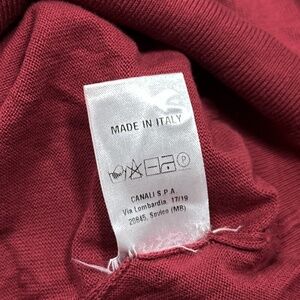 MADE IN ITALY
P
CANALI S.P.A.
Via Lombardia, 17/19
20845, Sovico (MB)